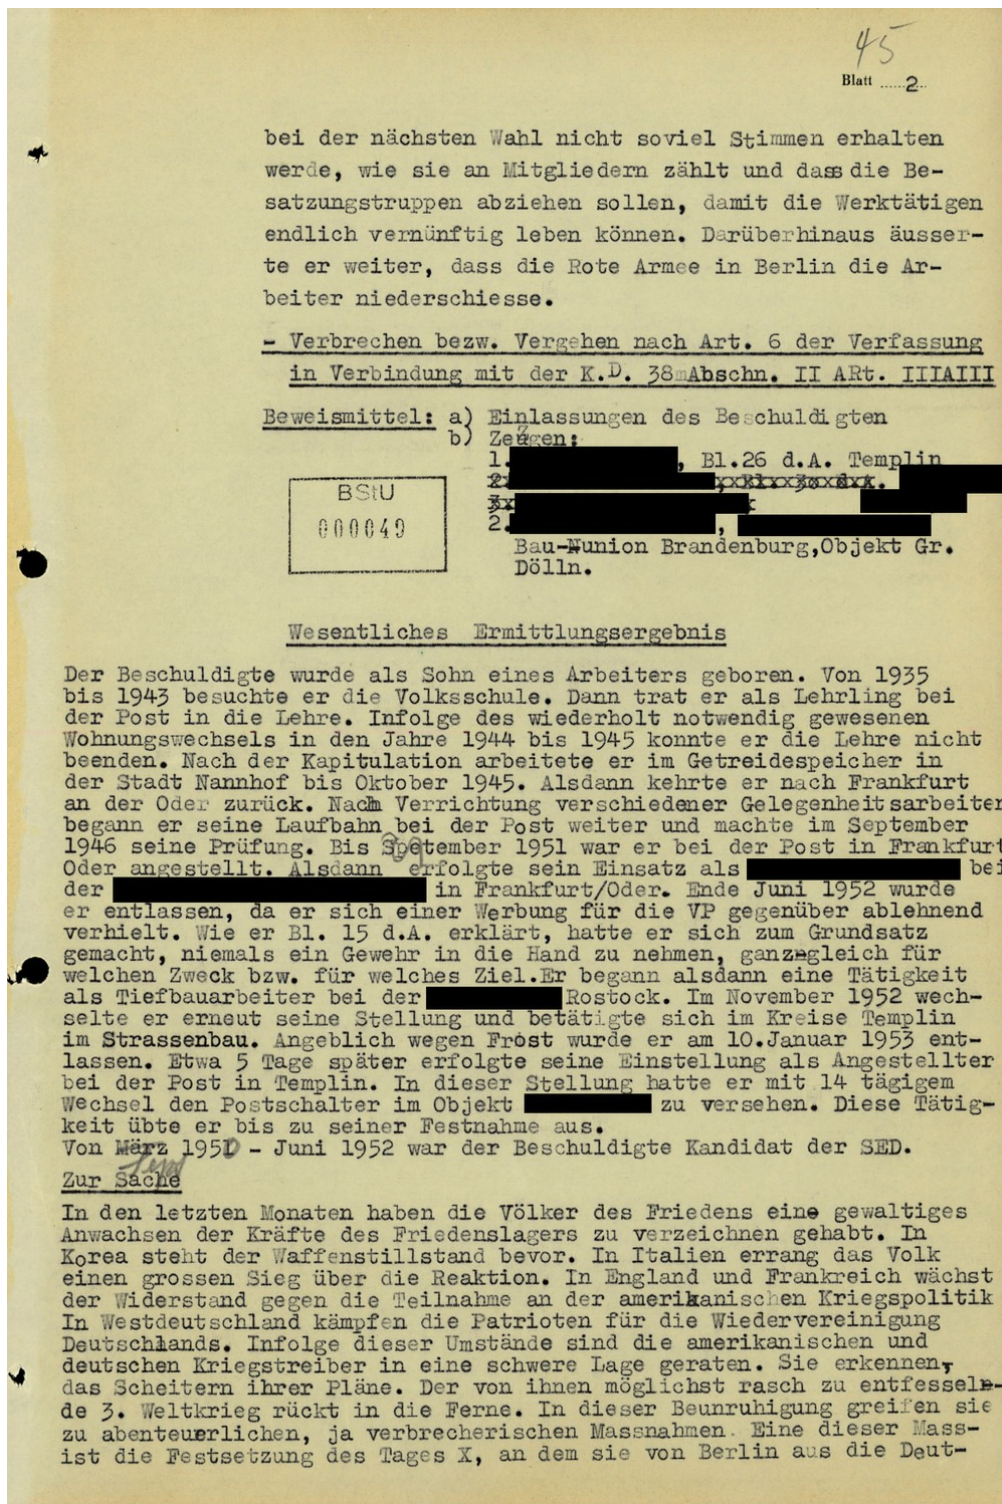 45
Blatt ......2...
bei der nächsten Wahl nicht soviel Stimmen erhalten
werde, wie sie an Mitgliedern zählt und dass die Be-
satzungstruppen abziehen sollen, damit die Werktätigen
endlich vernünftig leben können. Darüberhinaus äusser-
te er weiter, dass die Rote Armee in Berlin die Ar-
beiter niederschiesse.
- Verbrechen bezw. Vergehen nach Art. 6 der Verfassung
in Verbindung mit der K.D. 38 Abschn. II ARt. IIIAIII
Beweismittel: a) Einlassungen des Beschuldigten
b) Zeugen:
1. , Bl.26 d.A. Templin
2.
3.
2. ,
Bau-Nunion Brandenburg,Objekt Gr.
Dölln.
BStU
000049
Wesentliches Ermittlungsergebnis
Der Beschuldigte wurde als Sohn eines Arbeiters geboren. Von 1935
bis 1943 besuchte er die Volksschule. Dann trat er als Lehrling bei
der Post in die Lehre. Infolge des wiederholt notwendig gewesenen
Wohnungswechsels in den Jahre 1944 bis 1945 konnte er die Lehre nicht
beenden. Nach der Kapitulation arbeitete er im Getreidespeicher in
der Stadt Nannhof bis Oktober 1945. Alsdann kehrte er nach Frankfurt
an der Oder zurück. Nach Verrichtung verschiedener Gelegenheitsarbeiten
begann er seine Laufbahn bei der Post weiter und machte im September
1946 seine Prüfung. Bis Spetember 1951 war er bei der Post in Frankfurt
Oder angestellt. Alsdann erfolgte sein Einsatz als bei
der in Frankfurt/Oder. Ende Juni 1952 wurde
er entlassen, da er sich einer Werbung für die VP gegenüber ablehnend
verhielt. Wie er Bl. 15 d.A. erklärt, hatte er sich zum Grundsatz
gemacht, niemals ein Gewehr in die Hand zu nehmen, ganz gleich für
welchen Zweck bzw. für welches Ziel.Er begann alsdann eine Tätigkeit
als Tiefbauarbeiter bei der Rostock. Im November 1952 wech-
selte er erneut seine Stellung und betätigte sich im Kreise Templin
im Strassenbau. Angeblich wegen Frost wurde er am 10.Januar 1953 ent-
lassen. Etwa 5 Tage später erfolgte seine Einstellung als Angestellter
bei der Post in Templin. In dieser Stellung hatte er mit 14 tägigem
Wechsel den Postschalter im Objekt zu versehen. Diese Tätig-
keit übte er bis zu seiner Festnahme aus.
Von März 1951 - Juni 1952 war der Beschuldigte Kandidat der SED.
Zur Sache
In den letzten Monaten haben die Völker des Friedens eine gewaltiges
Anwachsen der Kräfte des Friedenslagers zu verzeichnen gehabt. In
Korea steht der Waffenstillstand bevor. In Italien errang das Volk
einen grossen Sieg über die Reaktion. In England und Frankreich wächst
der Widerstand gegen die Teilnahme an der amerikanischen Kriegspolitik
In Westdeutschland kämpfen die Patrioten für die Wiedervereinigung
Deutschlands. Infolge dieser Umstände sind die amerikanischen und
deutschen Kriegstreiber in eine schwere Lage geraten. Sie erkennen,
das Scheitern ihrer Pläne. Der von ihnen möglichst rasch zu entfesseln-
de 3. Weltkrieg rückt in die Ferne. In dieser Beunruhigung greifen sie
zu abenteuerlichen, ja verbrecherischen Massnahmen. Eine dieser Mass-
ist die Festsetzung des Tages X, an dem sie von Berlin aus die Deut-